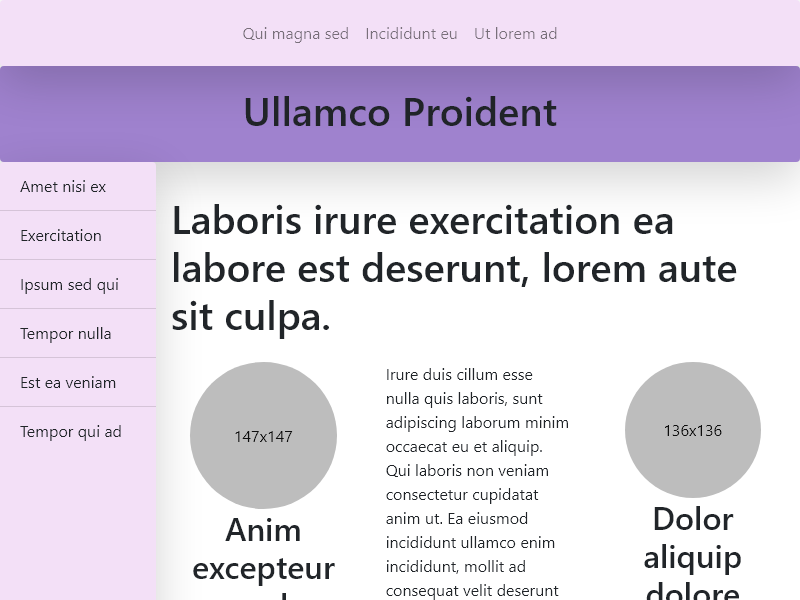 Qui magna sed Incididunt eu Ut lorem ad
Ullamco Proident
Amet nisi ex
Exercitation
Ipsum sed qui
Tempor nulla
Est ea veniam
Tempor qui ad
Laboris irure exercitation ea
labore est deserunt, lorem aute
sit culpa.
147x147
Anim
excepteur
Irure duis cillum esse
nulla quis laboris, sunt
adipiscing laborum minim
occaecat eu et aliquip.
Qui laboris non veniam
consectetur cupidatat
anim ut. Ea eiusmod
incididunt ullamco enim
incididunt, mollit ad
consequat velit deserunt
136x136
Dolor
aliquip
dolore